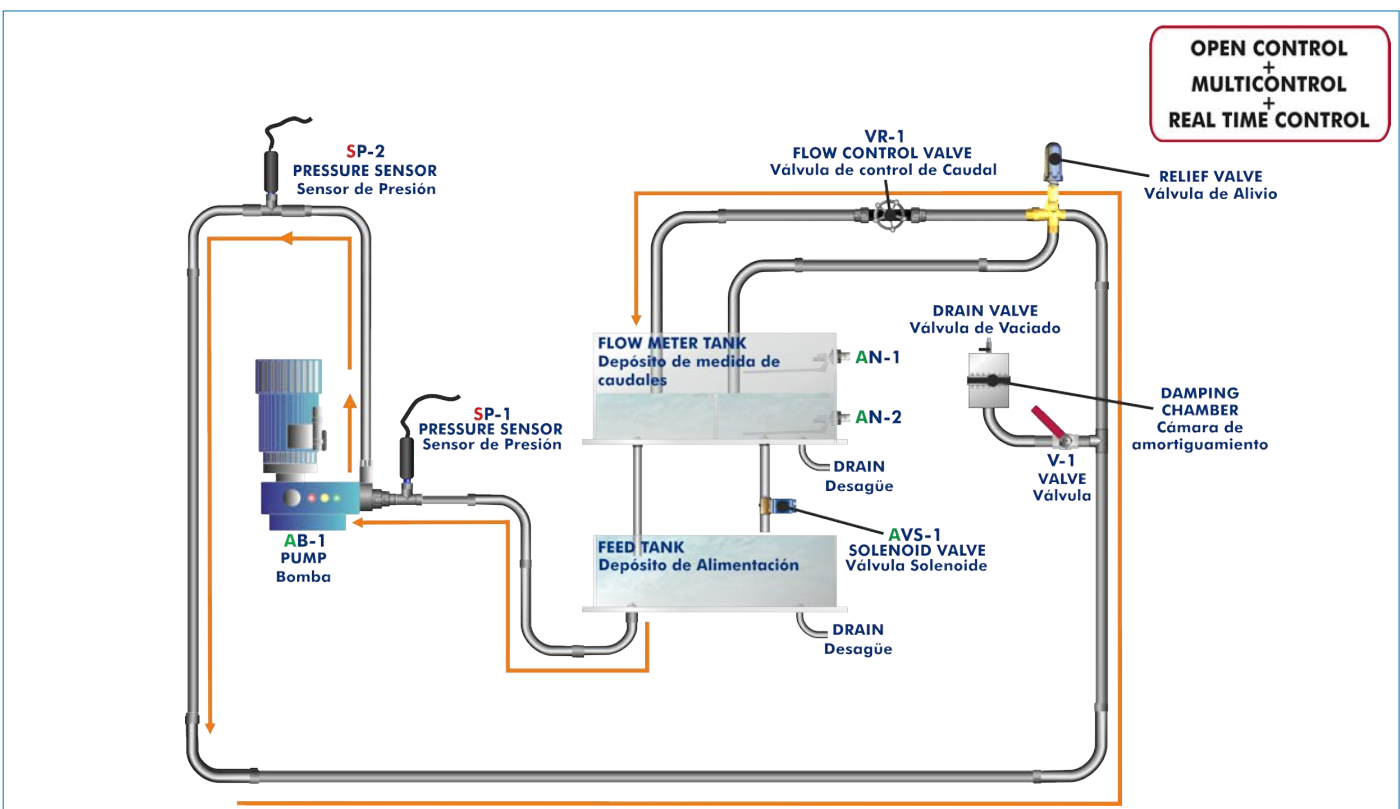 OPEN CONTROL
+
MULTICONTROL
+
REAL TIME CONTROL
VR-1
FLOW CONTROL VALVE
Válvula de control de Caudal
SP-2
PRESSURE SENSOR
Sensor de Presión
RELIEF VALVE
Válvula de Alivio
DRAIN VALVE
Válvula de Vaciado
FLOW METER TANK
Depósito de medida de
caudales
AN-1
AN-2
DAMPING
CHAMBER
Cámara de
amortiguamiento
SP-1
PRESSURE SENSOR
Sensor de Presión
V-1
VALVE
Válvula
DRAIN
Desagüe
AVS-1
SOLENOID VALVE
Válvula Solenoide
AB-1
PUMP
Bomba
FEED TANK
Depósito de Alimentación
DRAIN
Desagüe